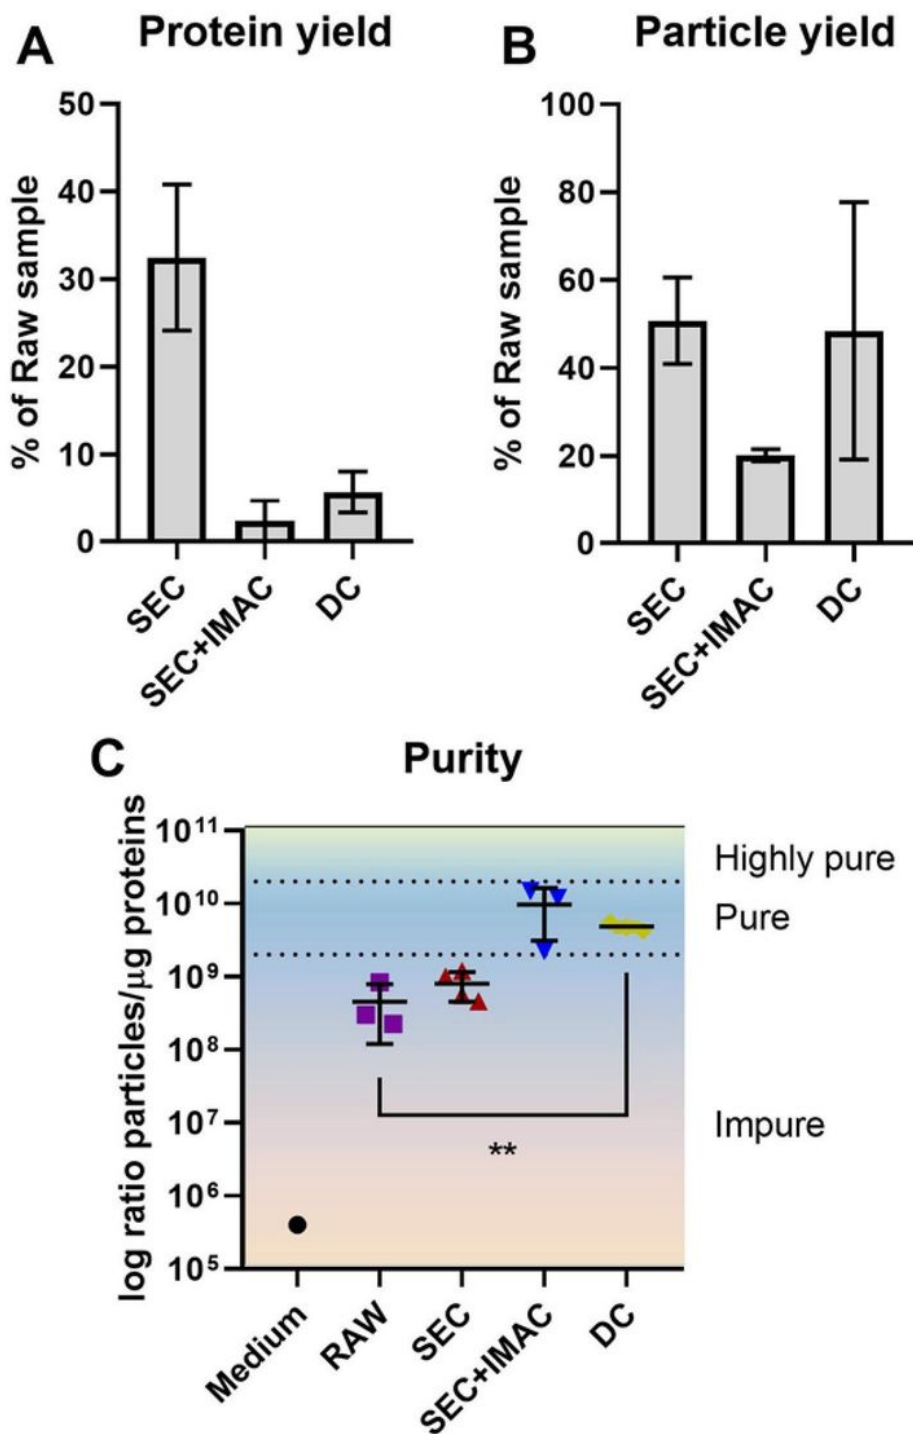 A Protein yield
50
40
30
20
10
0
% of Raw sample
SEC
SEC+IMAC
DC
B Particle yield
100
80
60
40
20
0
% of Raw sample
SEC
SEC+IMAC
DC
C Purity
log ratio particles/μg proteins
10¹¹
10¹⁰
10⁹
10⁸
10⁷
10⁶
10⁵
Highly pure
Pure
Impure
**
Medium
RAW
SEC
SEC+IMAC
DC